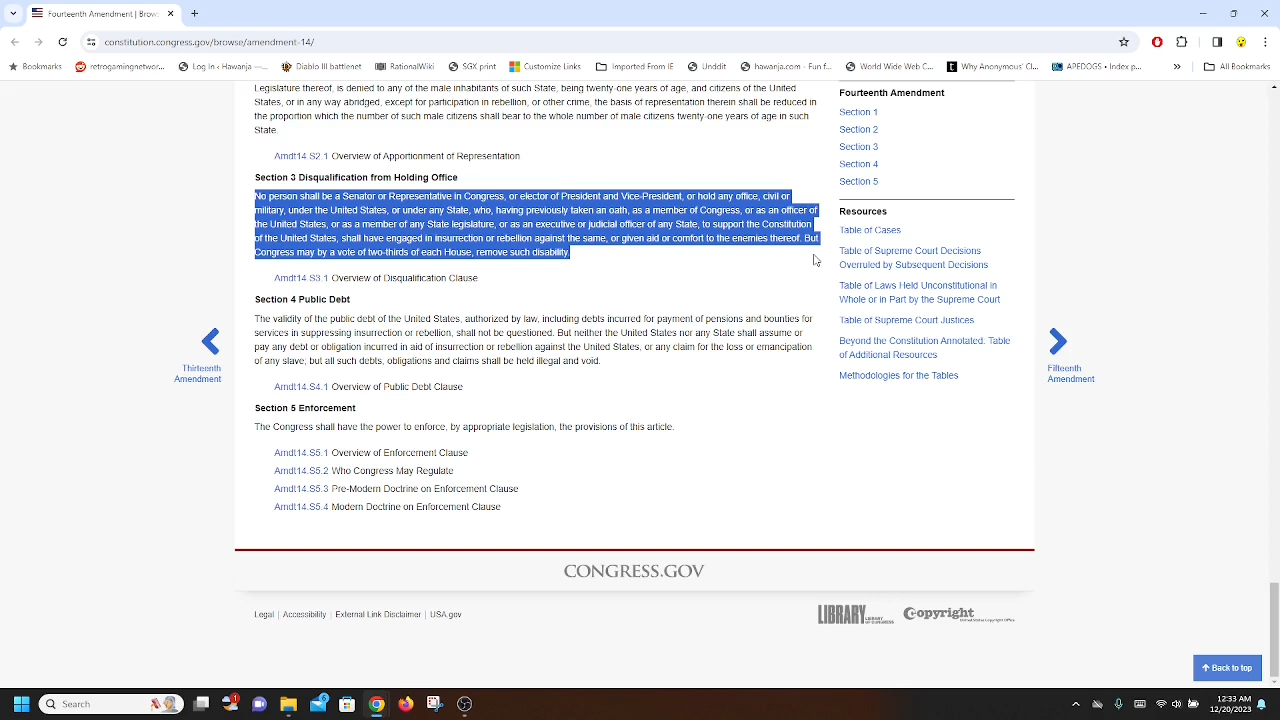 Fourteenth Amendment | Brow
constitution.congress.gov/browse/amendment-14/
Bookmarks
retrogamingnetwor...
Log In ‹ Hawanja —...
Diablo III battlenet
RationalWiki
SGX print
Customize Links
Imported From IE
Unidit
hawanja.com - Fun f...
World Wide Web C...
Why Anonymous' Cl...
APEDOGS • Index p...
»
All Bookmarks
Legislature thereof, is denied to any of the male inhabitants of such State, being twenty-one years of age, and citizens of the United
States, or in any way abridged, except for participation in rebellion, or other crime, the basis of representation therein shall be reduced in
the proportion which the number of such male citizens shall bear to the whole number of male citizens twenty-one years of age in such
State.
Amdt14.S2.1 Overview of Apportionment of Representation
Section 3 Disqualification from Holding Office
No person shall be a Senator or Representative in Congress, or elector of President and Vice-President, or hold any office, civil or
military, under the United States, or under any State, who, having previously taken an oath, as a member of Congress, or as an officer of
the United States, or as a member of any State legislature, or as an executive or judicial officer of any State, to support the Constitution
of the United States, shall have engaged in insurrection or rebellion against the same, or given aid or comfort to the enemies thereof. But
Congress may by a vote of two-thirds of each House, remove such disability.
Amdt14.S3.1 Overview of Disqualification Clause
Section 4 Public Debt
The validity of the public debt of the United States, authorized by law, including debts incurred for payment of pensions and bounties for
services in suppressing insurrection or rebellion, shall not be questioned. But neither the United States nor any State shall assume or
pay any debt or obligation incurred in aid of insurrection or rebellion against the United States, or any claim for the loss or emancipation
of any slave; but all such debts, obligations and claims shall be held illegal and void.
Amdt14.S4.1 Overview of Public Debt Clause
Section 5 Enforcement
The Congress shall have the power to enforce, by appropriate legislation, the provisions of this article.
Amdt14.S5.1 Overview of Enforcement Clause
Amdt14.S5.2 Who Congress May Regulate
Amdt14.S5.3 Pre-Modern Doctrine on Enforcement Clause
Amdt14.S5.4 Modern Doctrine on Enforcement Clause
Fourteenth Amendment
Section 1
Section 2
Section 3
Section 4
Section 5
Resources
Table of Cases
Table of Supreme Court Decisions
Overruled by Subsequent Decisions
Table of Laws Held Unconstitutional in
Whole or in Part by the Supreme Court
Table of Supreme Court Justices
Beyond the Constitution Annotated: Table
of Additional Resources
Methodologies for the Tables
Thirteenth
Amendment
Fifteenth
Amendment
CONGRESS.GOV
Legal | Accessibility | External Link Disclaimer | USA.gov
LIBRARY LIBRARY OF CONGRESS
Copyright
United States Copyright Office
Back to top
Search
12:33 AM
12/20/2023